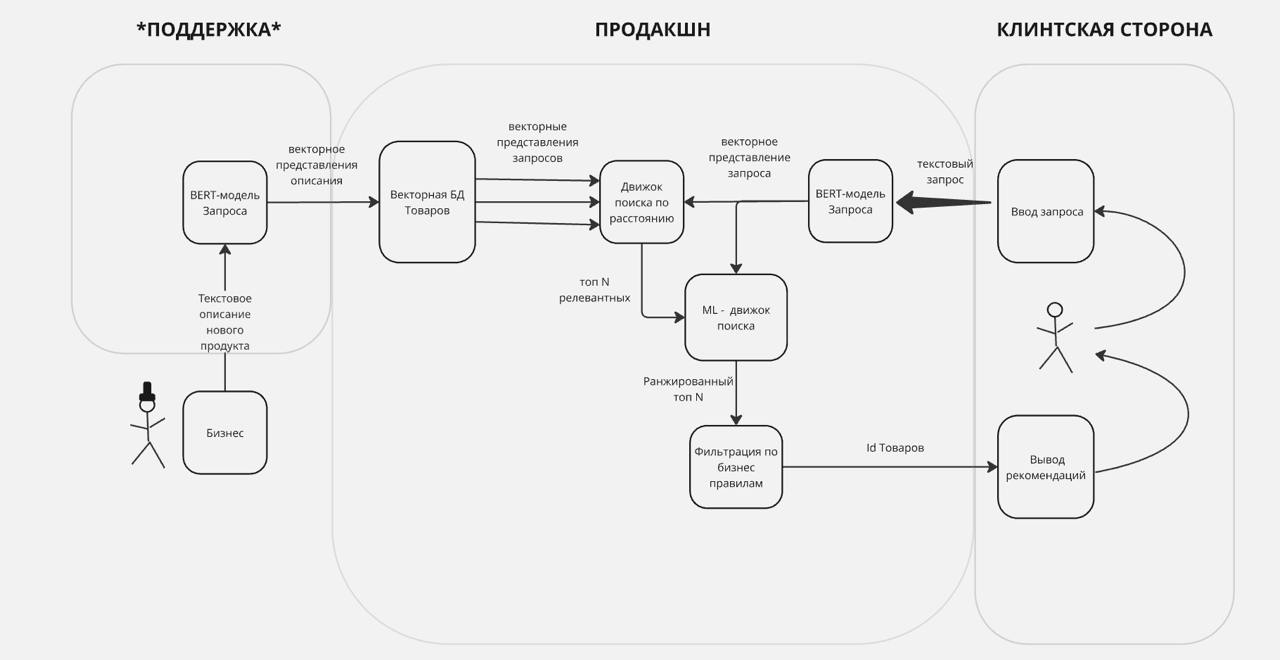 *ПОДДЕРЖКА*
ПРОДАКШН
КЛИНТСКАЯ СТОРОНА
векторное
представления
описания
BERT-модель
Запроса
Текстовое
описание
нового
продукта
Бизнес
Векторная БД
Товаров
векторные
представления
запросов
Движок
поиска по
расстоянию
векторное
представление
запроса
BERT-модель
Запроса
текстовый
запрос
Ввод запроса
топ N
релевантных
ML - движок
поиска
Ранжированный
топ N
Фильтрация по
бизнес
правилам
Id Товаров
Вывод
рекомендаций